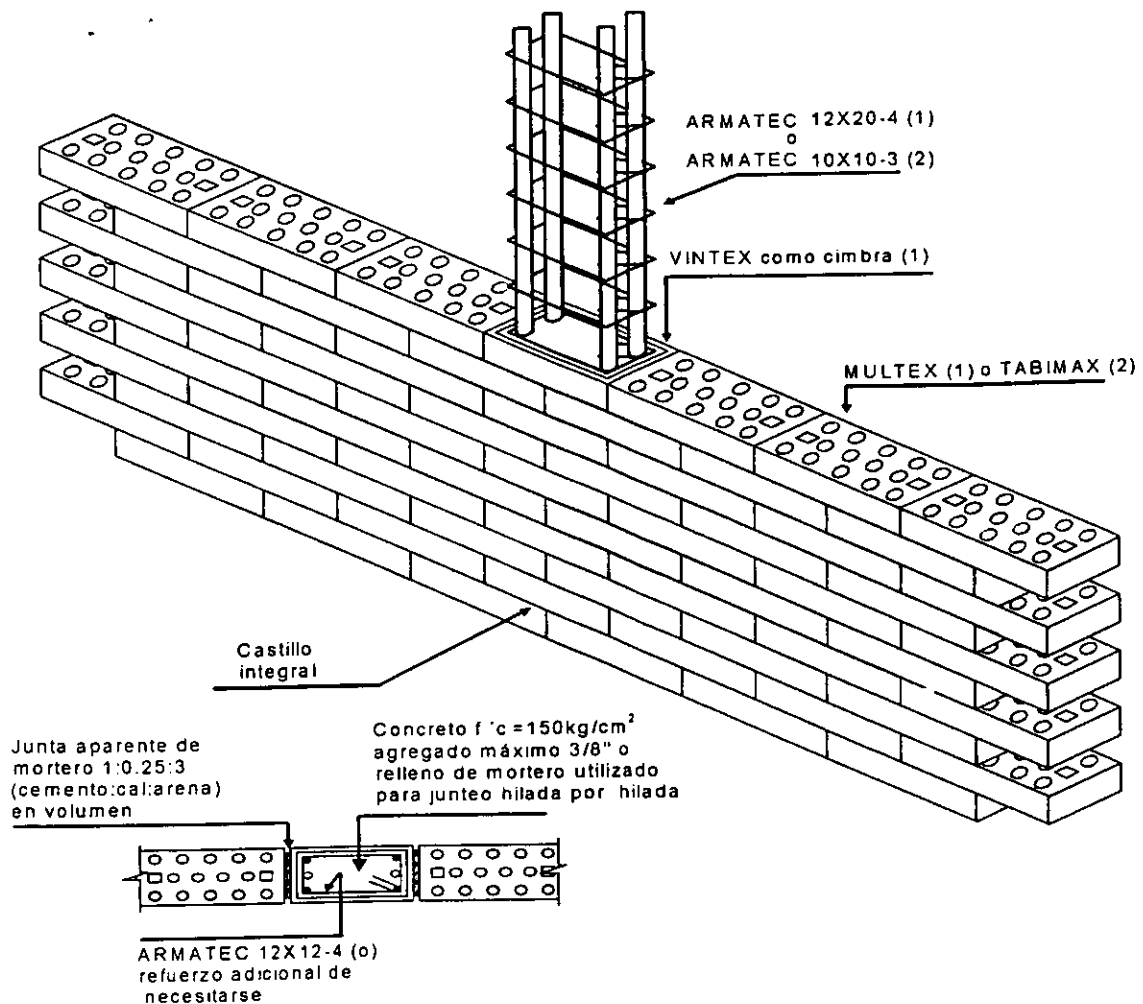 ARMATEC 12X20-4 (1)
o
ARMATEC 10X10-3 (2)
VINTEX como cimbra (1)
MULTEX (1) o TABIMAX (2)
Castillo
integral
Junta aparente de
mortero 1:0.25:3
(cemento:cal:arena)
en volumen
Concreto f´c=150kg/cm²
agregado máximo 3/8" o
relleno de mortero utilizado
para junteo hilada por hilada
ARMATEC 12X12-4 (o)
refuerzo adicional de
necesitarse